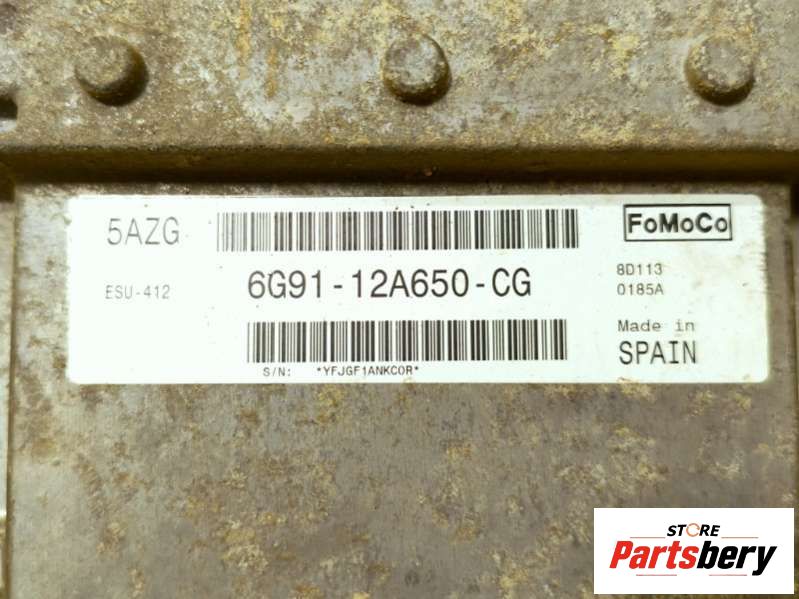 5AZG
FoMoCo
ESU-412
6G91-12A650-CG
8D113
0185A
Made in
SPAIN
S/N: *YFJGF1ANKC0R*
STORE
Partsbery